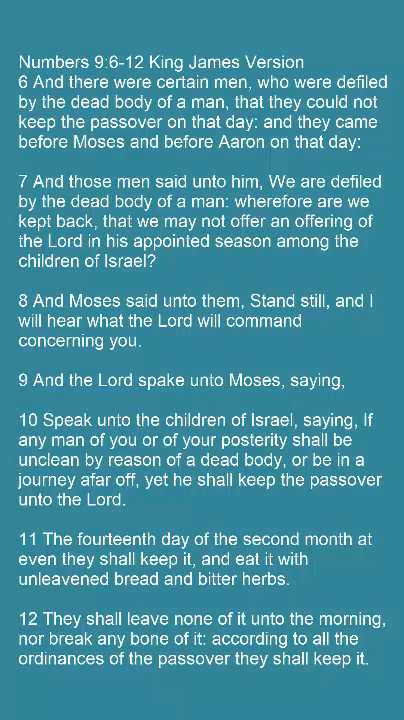 Numbers 9:6-12 King James Version
6 And there were certain men, who were defiled
by the dead body of a man, that they could not
keep the passover on that day: and they came
before Moses and before Aaron on that day:
7 And those men said unto him, We are defiled
by the dead body of a man: wherefore are we
kept back, that we may not offer an offering of
the Lord in his appointed season among the
children of Israel?
8 And Moses said unto them, Stand still, and I
will hear what the Lord will command
concerning you.
9 And the Lord spake unto Moses, saying,
10 Speak unto the children of Israel, saying, If
any man of you or of your posterity shall be
unclean by reason of a dead body, or be in a
journey afar off, yet he shall keep the passover
unto the Lord.
11 The fourteenth day of the second month at
even they shall keep it, and eat it with
unleavened bread and bitter herbs.
12 They shall leave none of it unto the morning,
nor break any bone of it: according to all the
ordinances of the passover they shall keep it.